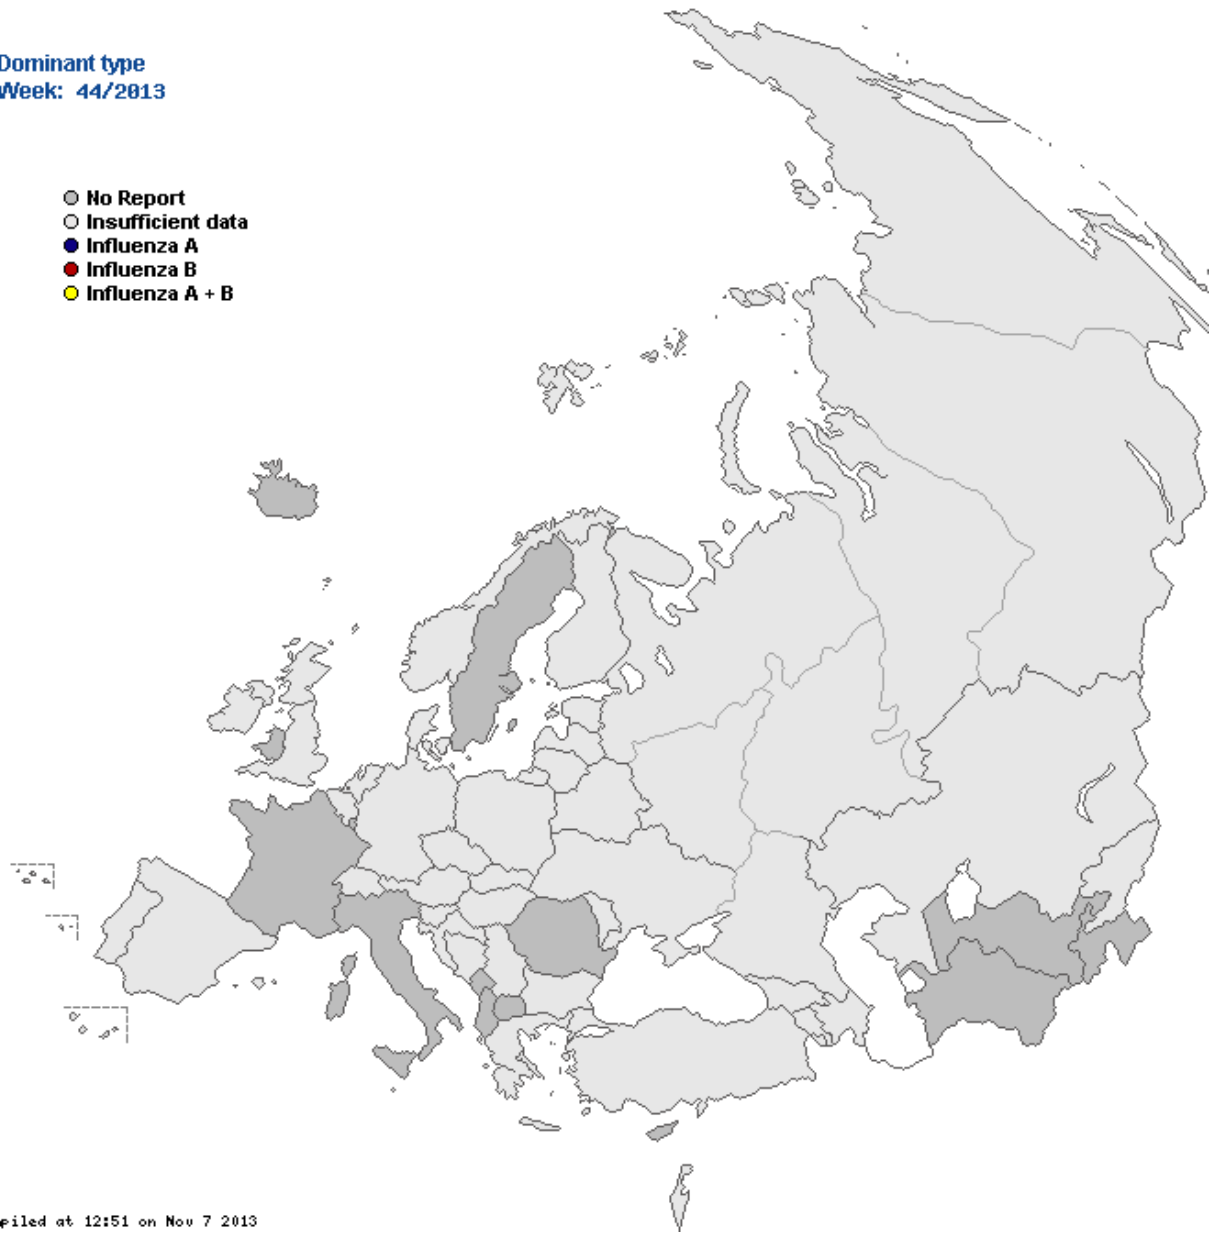 Dominant type
Week: 44/2013
No Report
Insufficient data
Influenza A
Influenza B
Influenza A + B
piled at 12:51 on Nov 7 2013